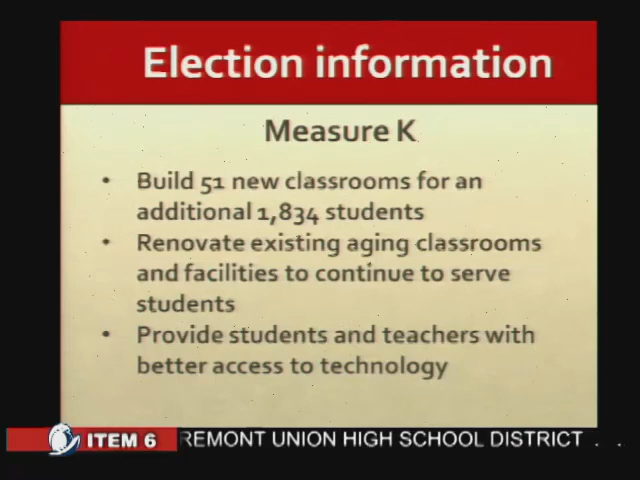 Election information
Measure K
• Build 51 new classrooms for an
additional 1,834 students
• Renovate existing aging classrooms
and facilities to continue to serve
students
• Provide students and teachers with
better access to technology
ITEM 6 REMONT UNION HIGH SCHOOL DISTRICT . .